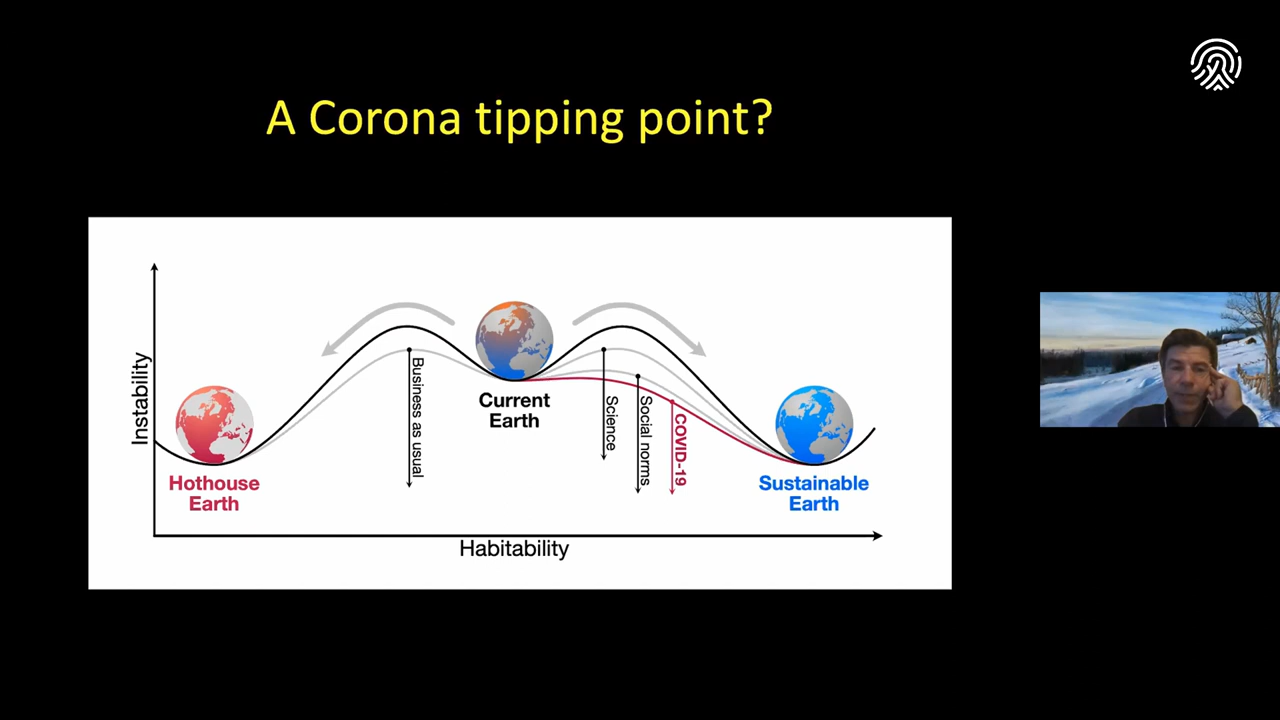 A Corona tipping point?
Instability
Business as usual
Current
Earth
Science
Social norms
COVID-19
Hothouse
Earth
Sustainable
Earth
Habitability